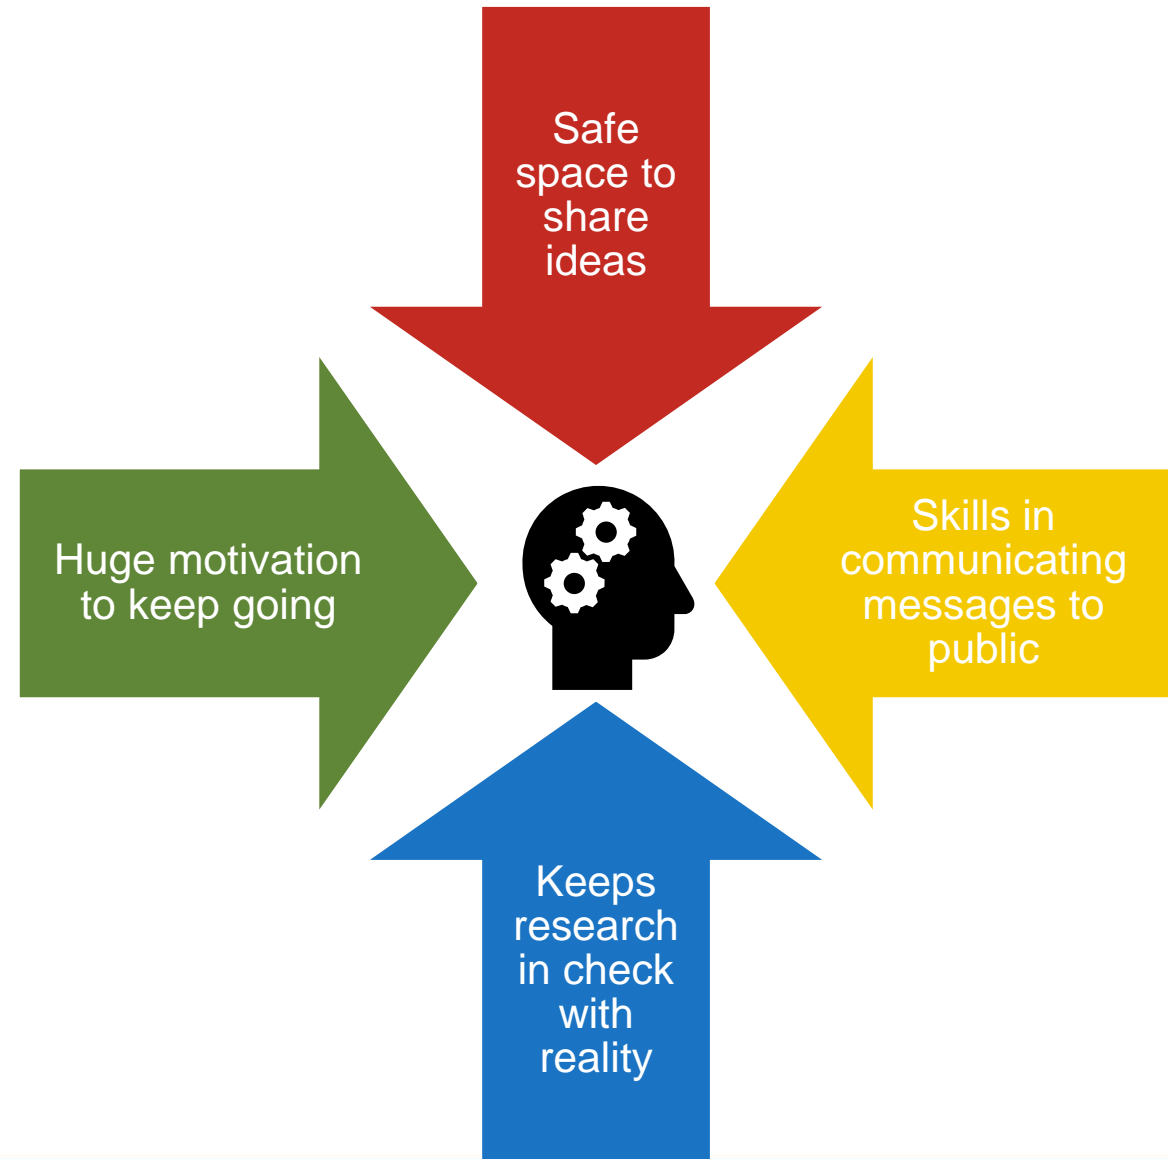 Safe
space to
share
ideas
Huge motivation
to keep going
Skills in
communicating
messages to
public
Keeps
research
in check
with
reality